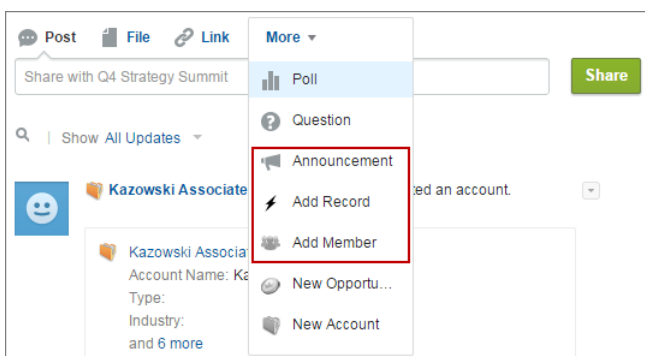 Post File Link More
Share with Q4 Strategy Summit
Share
Poll
Question
Show All Updates
Announcement
Kazowski Associate ted an account.
Add Record
Add Member
Kazowski Associa
Account Name: Ka
New Opportu...
Type:
Industry:
New Account
and 6 more